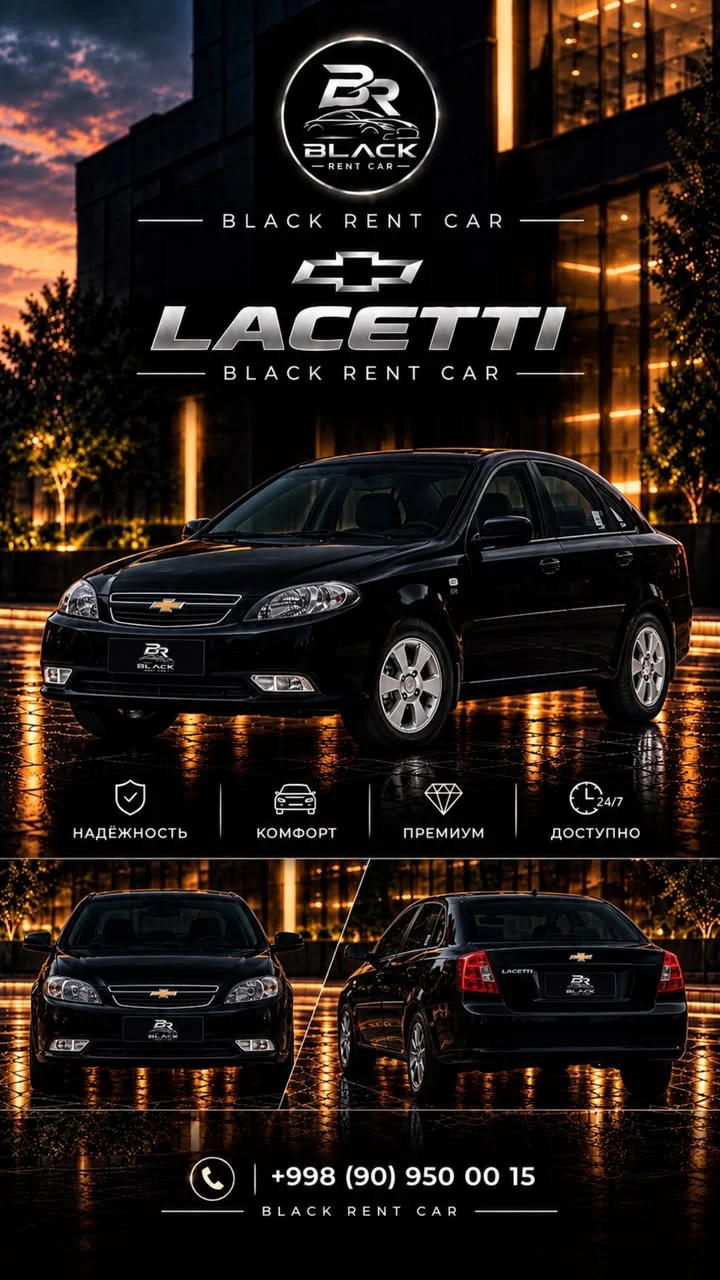 BR
BLACK
RENT CAR
BLACK RENT CAR
LACETTI
BLACK RENT CAR
BR
BLACK
RENT CAR
24/7
НАДЁЖНОСТЬ
КОМФОРТ
ПРЕМИУМ
ДОСТУПНО
BR
BLACK
LACETTI
BR
BLACK
+998 (90) 950 00 15
BLACK RENT CAR